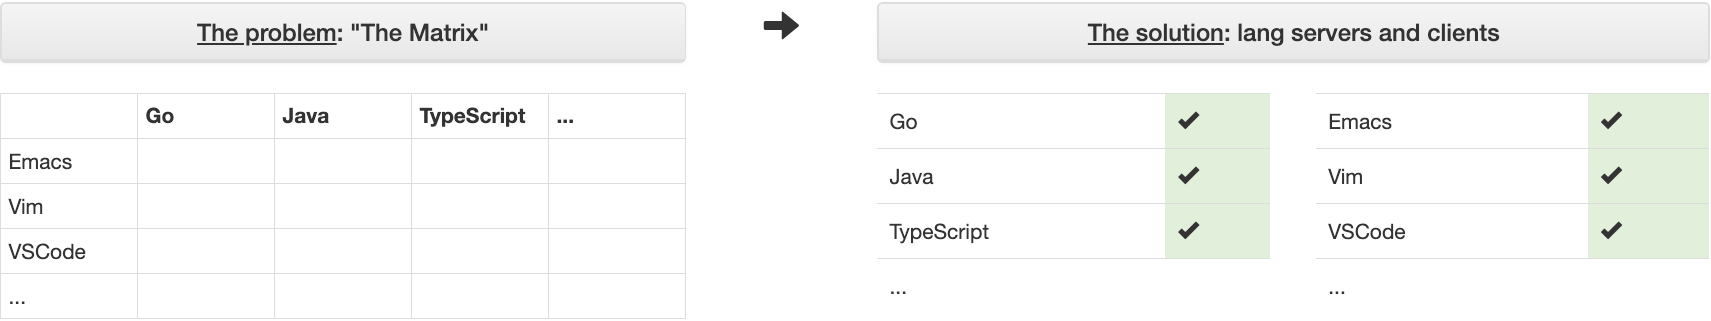 The problem: "The Matrix"
Go Java TypeScript ...
Emacs
Vim
VSCode
...
The solution: lang servers and clients
Go
Java
TypeScript
...
Emacs
Vim
VSCode
...